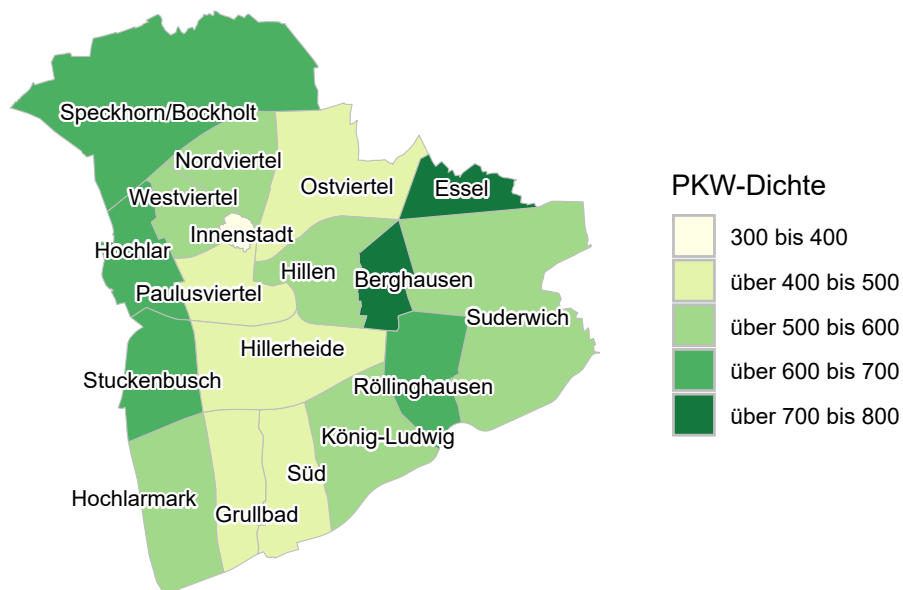 Speckhorn/Bockholt
Nordviertel
Westviertel
Ostviertel
Essel
Innenstadt
Hochlar
Hillen
Berghausen
Paulusviertel
Suderwich
Hillerheide
Stuckenbusch
Röllinghausen
König-Ludwig
Süd
Hochlarmark
Grullbad
PKW-Dichte
300 bis 400
über 400 bis 500
über 500 bis 600
über 600 bis 700
über 700 bis 800